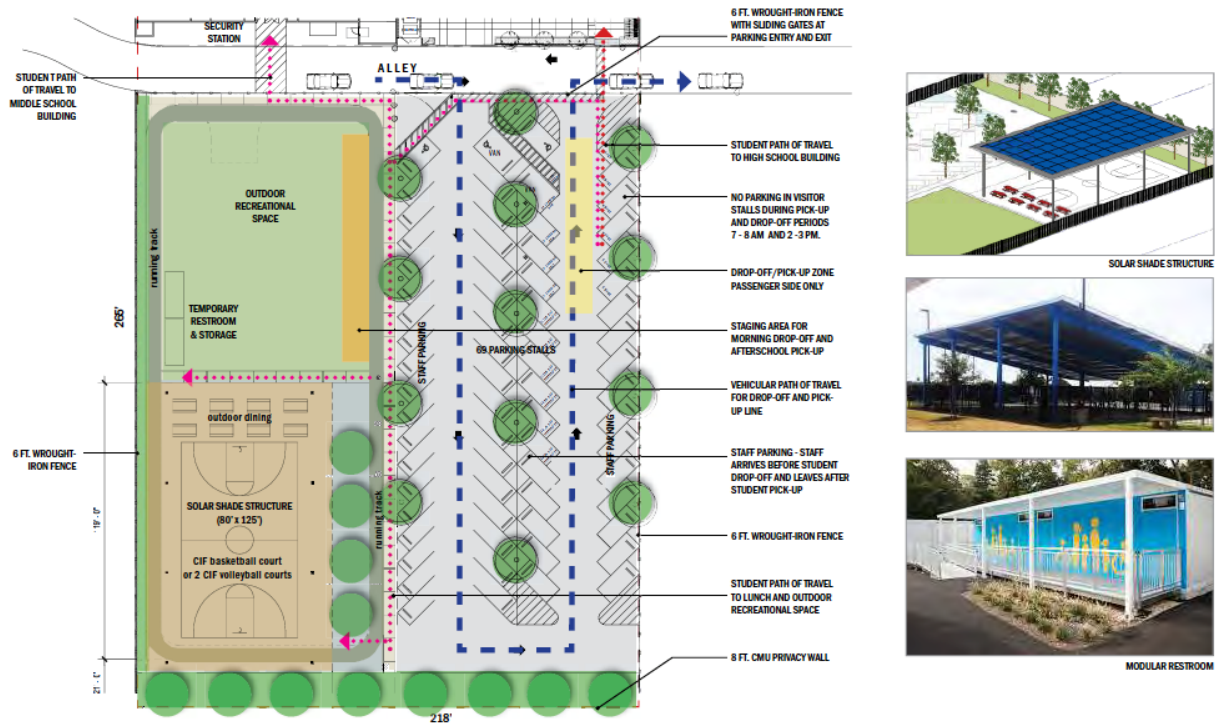 SECURITY
STATION
6 FT. WROUGHT-IRON FENCE
WITH SLIDING GATES AT
PARKING ENTRY AND EXIT
ALLEY
STUDENT PATH
OF TRAVEL TO
MIDDLE SCHOOL
BUILDING
VAN
STUDENT PATH OF TRAVEL
TO HIGH SCHOOL BUILDING
OUTDOOR
RECREATIONAL
SPACE
NO PARKING IN VISITOR
STALLS DURING PICK-UP
AND DROP-OFF PERIODS
7 - 8 AM AND 2 -3 PM.
running track
SOLAR SHADE STRUCTURE
DROP-OFF/PICK-UP ZONE
PASSENGER SIDE ONLY
265'
TEMPORARY
RESTROOM
& STORAGE
STAFF PARKING
69 PARKING STALLS
STAGING AREA FOR
MORNING DROP-OFF AND
AFTERSCHOOL PICK-UP
VEHICULAR PATH OF TRAVEL
FOR DROP-OFF AND PICK-
UP LINE
outdoor dining
STAFF PARKING
6 FT. WROUGHT-
IRON FENCE
STAFF PARKING - STAFF
ARRIVES BEFORE STUDENT
DROP-OFF AND LEAVES AFTER
STUDENT PICK-UP
SOLAR SHADE STRUCTURE
(80' x 125')
running track
6 FT. WROUGHT-IRON FENCE
CIF basketball court
or 2 CIF volleyball courts
STUDENT PATH OF TRAVEL
TO LUNCH AND OUTDOOR
RECREATIONAL SPACE
8 FT. CMU PRIVACY WALL
MODULAR RESTROOM
218'